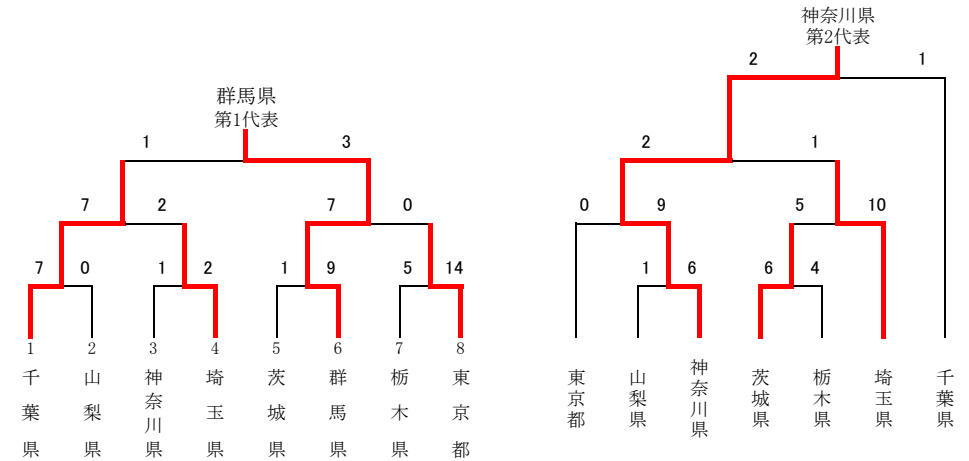 神奈川県
第2代表
2 1
群馬県
第1代表
1 3
2 1
7 2 7 0
0 9 5 10
7 0 1 2 1 9 5 14
1 6 6 4
1 2 3 4 5 6 7 8
千葉県
山梨県
神奈川県
埼玉県
茨城県
群馬県
栃木県
東京都
東京都
山梨県
神奈川県
茨城県
栃木県
埼玉県
千葉県